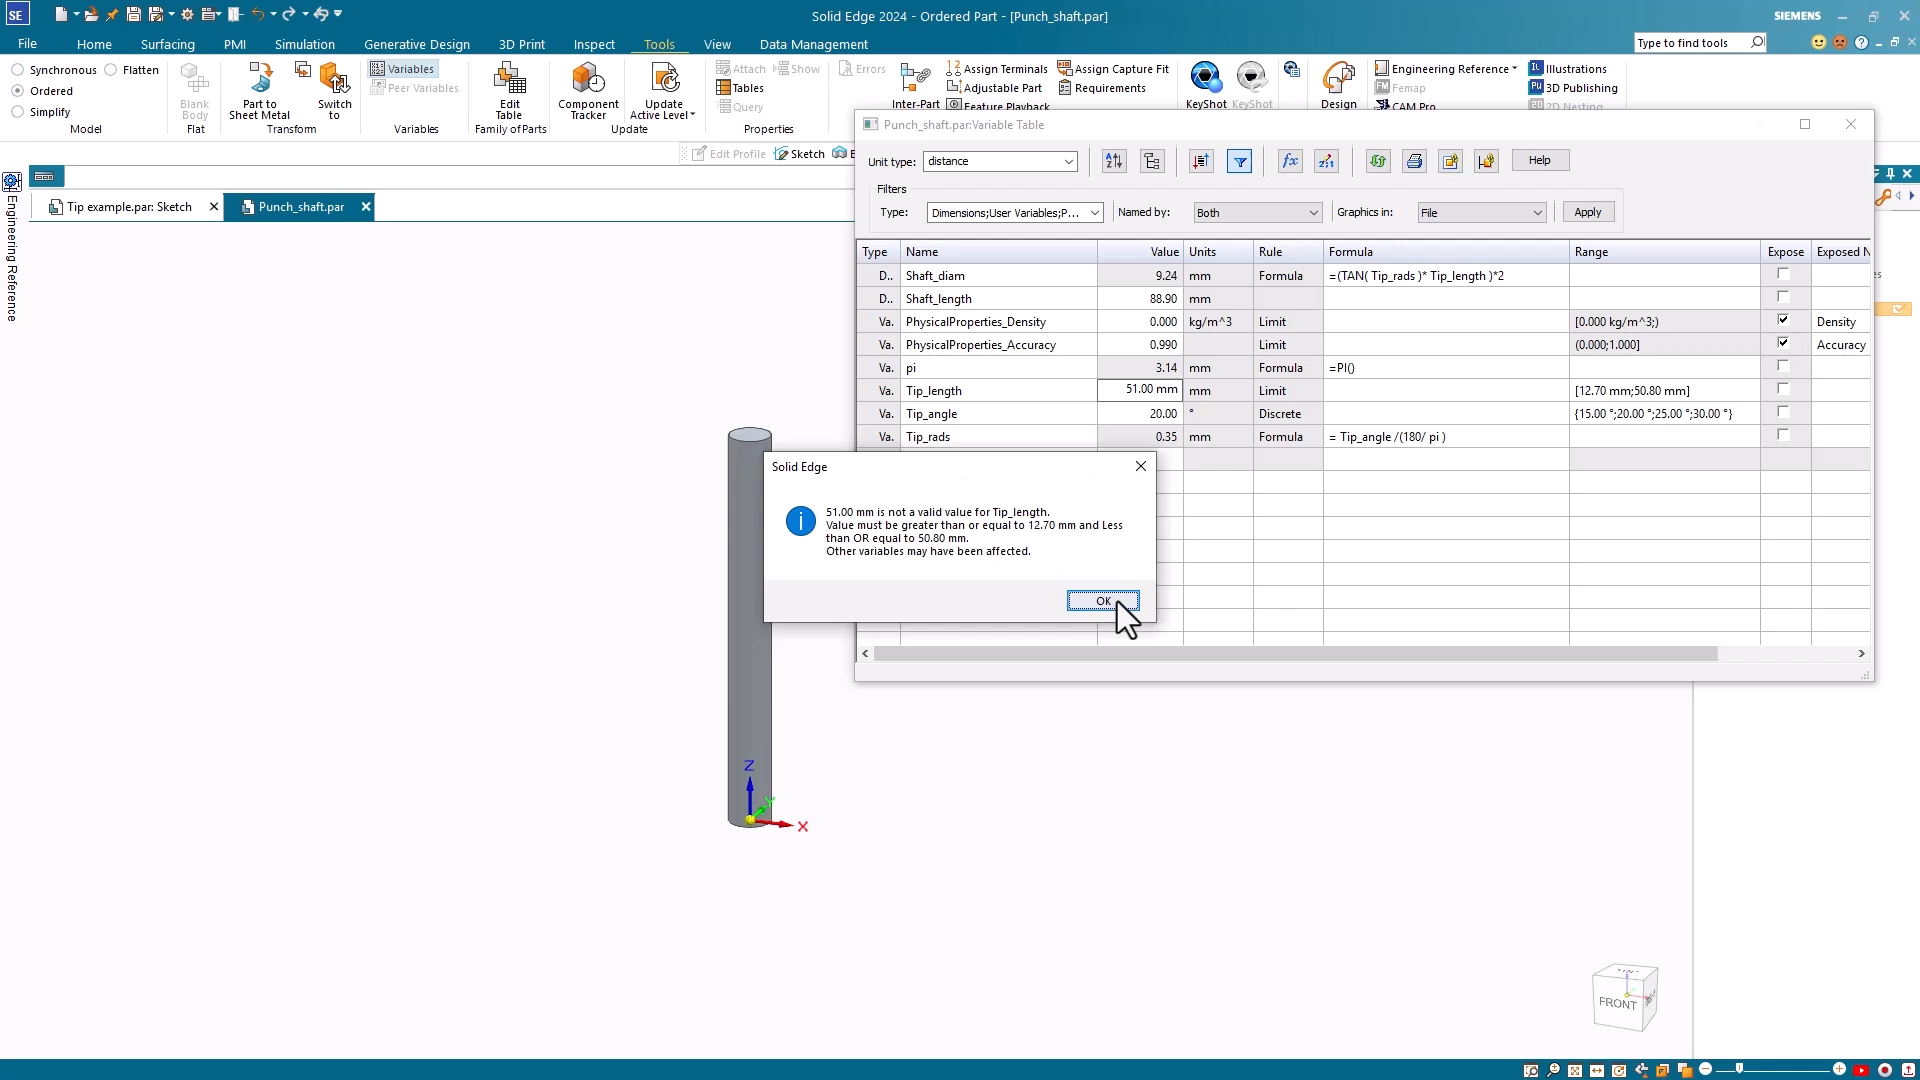 SE
Solid Edge 2024 - Ordered Part - [Punch_shaft.par]
SIEMENS
File
Home
Surfacing
PMI
Simulation
Generative Design
3D Print
Inspect
Tools
View
Data Management
Type to find tools
Synchronous
Flatten
Ordered
Simplify
Model
Blank Body
Flat
Part to Sheet Metal
Switch to
Transform
Variables
Peer Variables
Variables
Edit Table
Family of Parts
Component Tracker
Update Active Level
Update
Attach
Show
Tables
Query
Properties
Errors
Inter-Part
Assign Terminals
Adjustable Part
Feature Playback
Assign Capture Fit
Requirements
KeyShot
KeyShot
Design
Engineering Reference
Femap
CAM Pro
Illustrations
3D Publishing
2D Nesting
Edit Profile
Sketch
Engineering Reference
Tip example.par: Sketch
Punch_shaft.par
Punch_shaft.par:Variable Table
Unit type: distance
Help
Filters
Type: Dimensions;User Variables;P...
Named by: Both
Graphics in: File
Apply
Type Name Value Units Rule Formula Range Expose Exposed N
D.. Shaft_diam 9.24 mm Formula =(TAN( Tip_rads )* Tip_length )*2
D.. Shaft_length 88.90 mm
Va. PhysicalProperties_Density 0.000 kg/m^3 Limit [0.000 kg/m^3;) Density
Va. PhysicalProperties_Accuracy 0.990 Limit (0.000;1.000] Accuracy
Va. pi 3.14 mm Formula =PI()
Va. Tip_length 51.00 mm mm Limit [12.70 mm;50.80 mm]
Va. Tip_angle 20.00 ° Discrete {15.00 °;20.00 °;25.00 °;30.00 °}
Va. Tip_rads 0.35 mm Formula = Tip_angle /(180/ pi )
Solid Edge
51.00 mm is not a valid value for Tip_length.
Value must be greater than or equal to 12.70 mm and Less
than OR equal to 50.80 mm.
Other variables may have been affected.
OK
Z
Y
X
FRONT